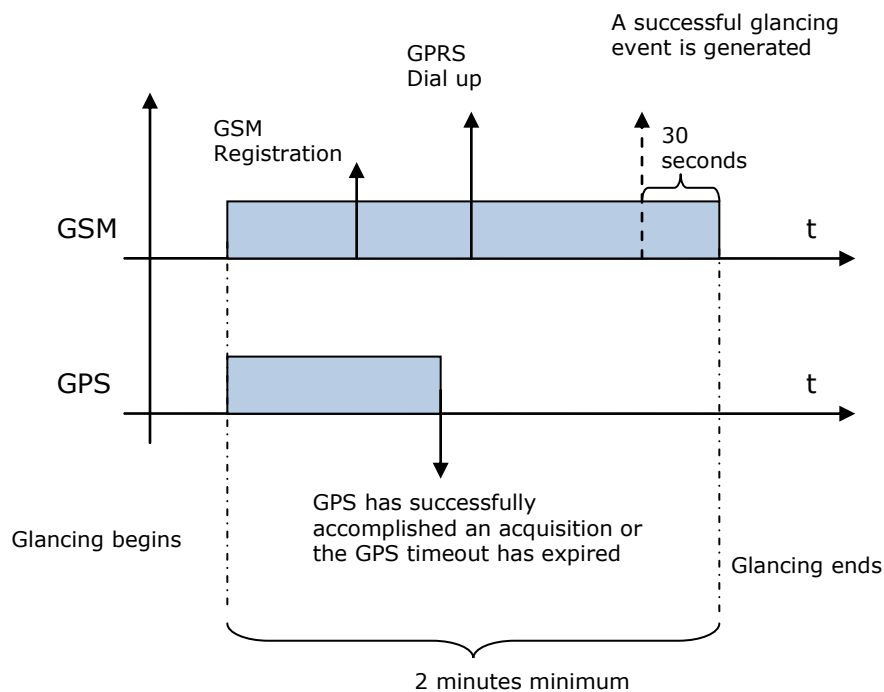 A successful glancing
event is generated
GPRS
Dial up
GSM
Registration
30
seconds
GSM
t
GPS
t
GPS has successfully
accomplished an acquisition or
the GPS timeout has expired
Glancing begins
Glancing ends
2 minutes minimum